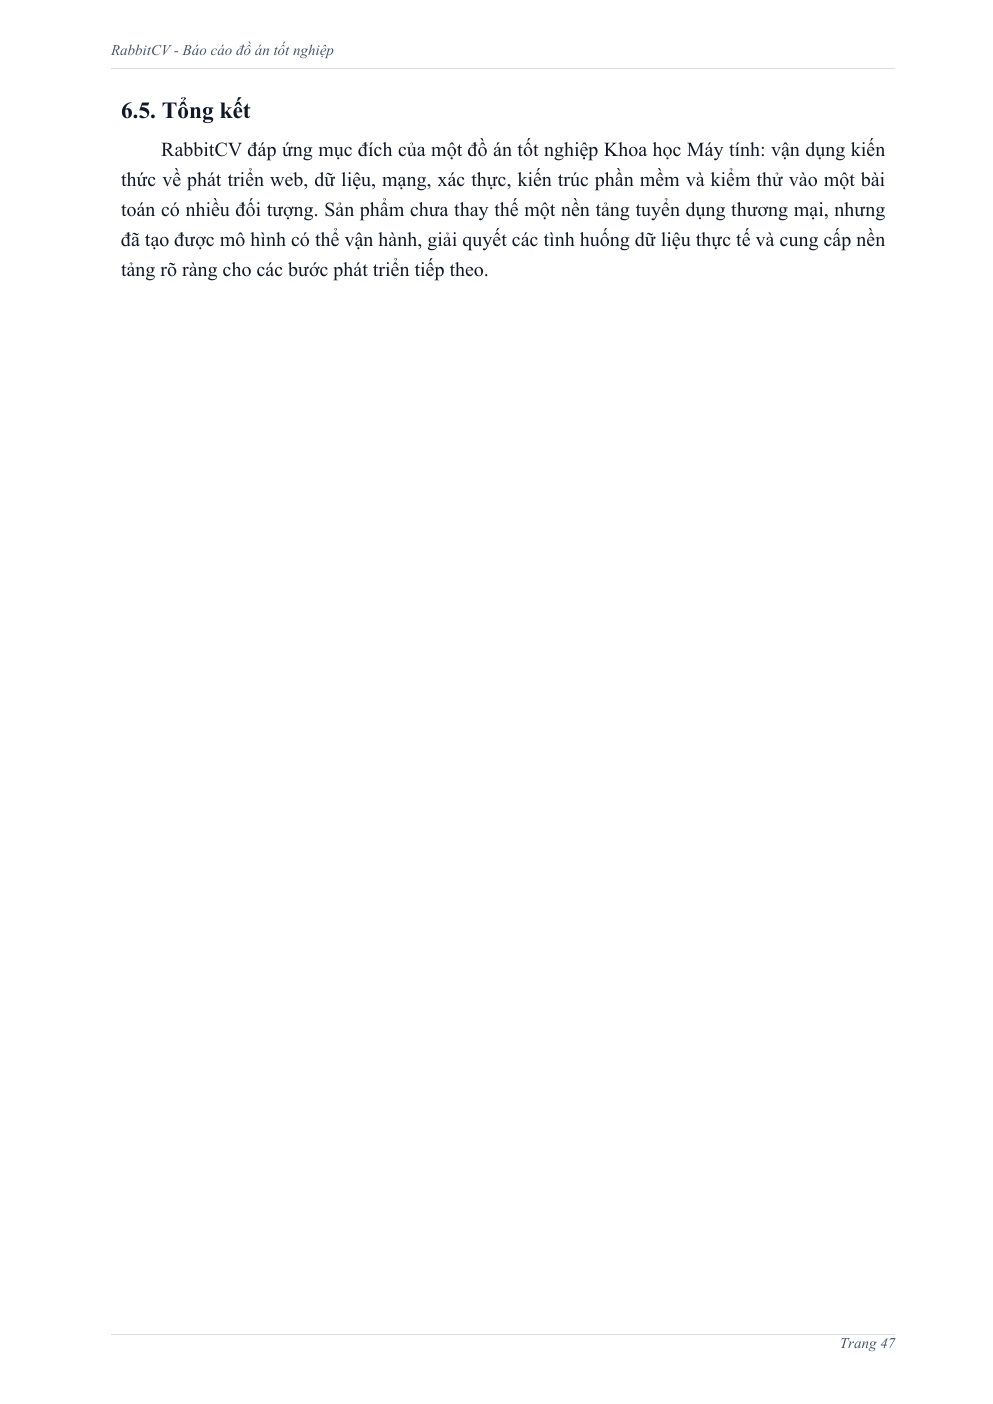 RabbitCV - Báo cáo đồ án tốt nghiệp
6.5. Tổng kết
RabbitCV đáp ứng mục đích của một đồ án tốt nghiệp Khoa học Máy tính: vận dụng kiến
thức về phát triển web, dữ liệu, mạng, xác thực, kiến trúc phần mềm và kiểm thử vào một bài
toán có nhiều đối tượng. Sản phẩm chưa thay thế một nền tảng tuyển dụng thương mại, nhưng
đã tạo được mô hình có thể vận hành, giải quyết các tình huống dữ liệu thực tế và cung cấp nền
tảng rõ ràng cho các bước phát triển tiếp theo.
Trang 47